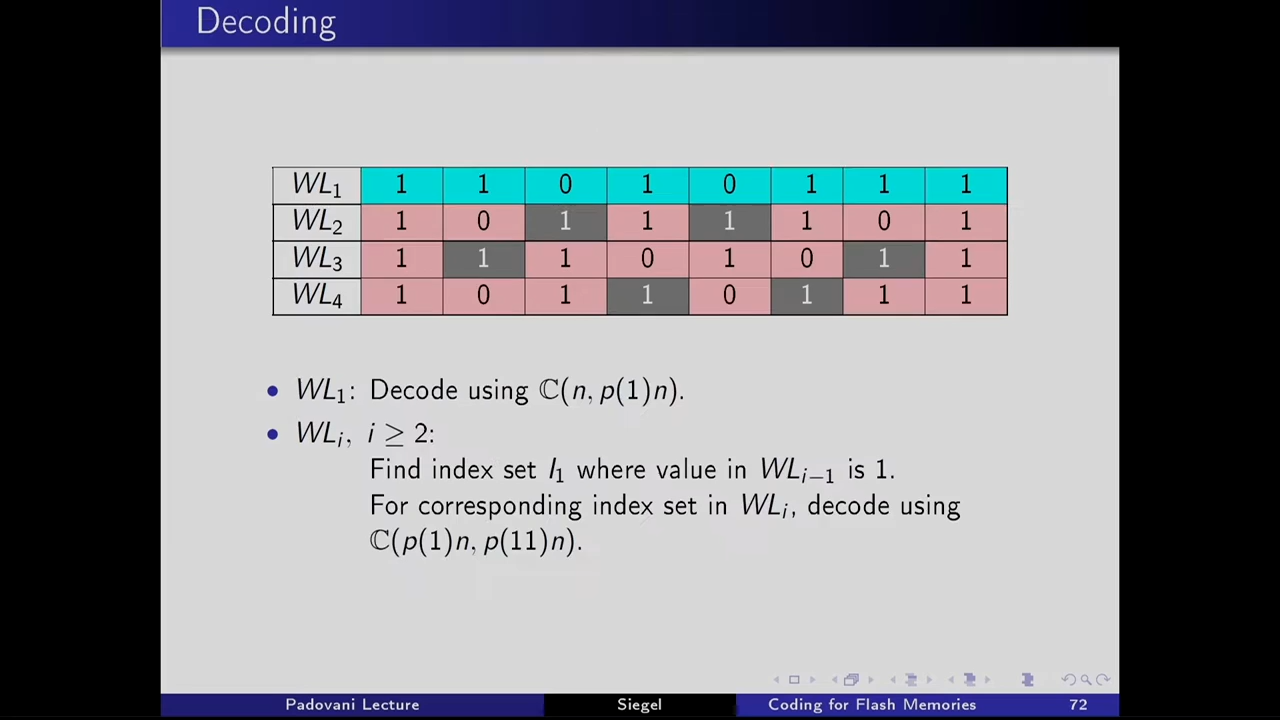 Decoding
WL₁ 1 1 0 1 0 1 1 1
WL₂ 1 0 1 1 1 1 0 1
WL₃ 1 1 1 0 1 0 1 1
WL₄ 1 0 1 1 0 1 1 1
• WL₁: Decode using ℂ(n, p(1)n).
• WLᵢ, i ≥ 2:
Find index set I₁ where value in WLᵢ₋₁ is 1.
For corresponding index set in WLᵢ, decode using
ℂ(p(1)n, p(11)n).
Padovani Lecture Siegel Coding for Flash Memories 72